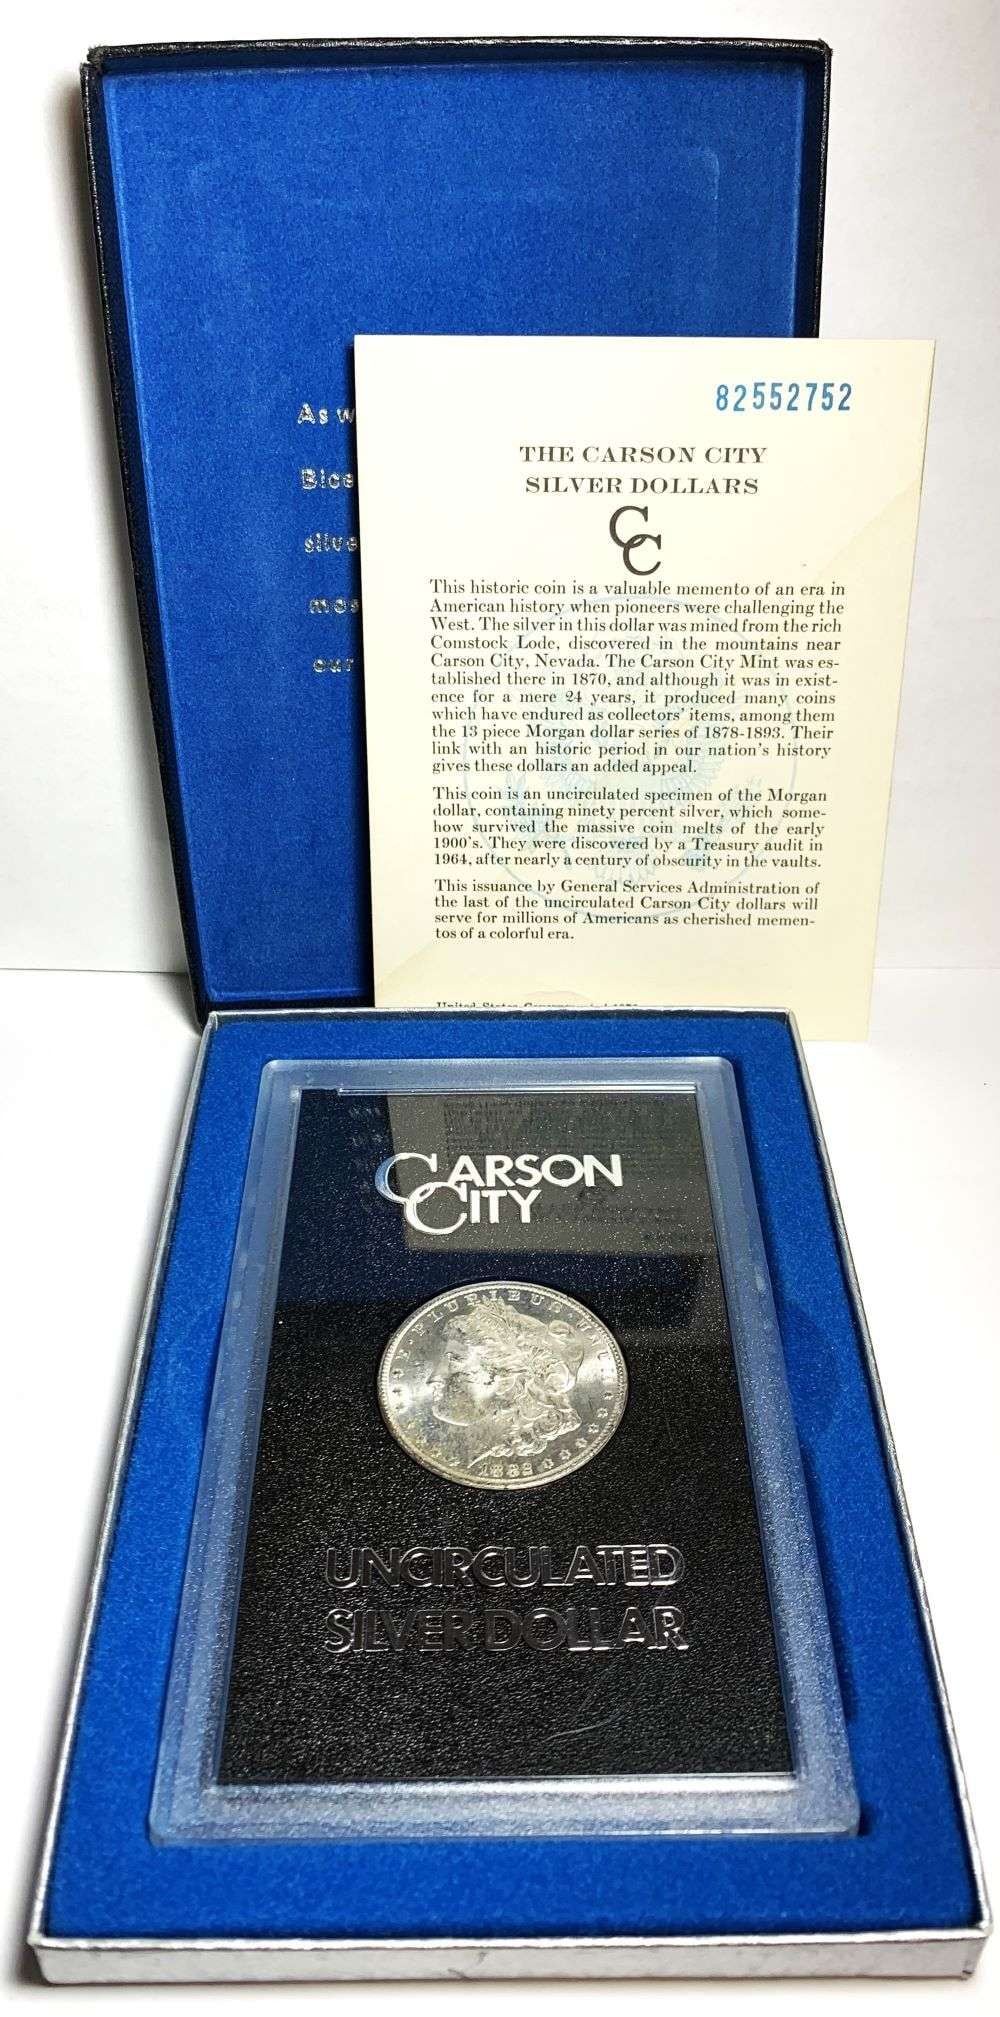 As w
Bice
silve
mos
our
82552752
THE CARSON CITY
SILVER DOLLARS
CC
This historic coin is a valuable memento of an era in
American history when pioneers were challenging the
West. The silver in this dollar was mined from the rich
Comstock Lode, discovered in the mountains near
Carson City, Nevada. The Carson City Mint was es-
tablished there in 1870, and although it was in exist-
ence for a mere 24 years, it produced many coins
which have endured as collectors' items, among them
the 13 piece Morgan dollar series of 1878-1893. Their
link with an historic period in our nation's history
gives these dollars an added appeal.
This coin is an uncirculated specimen of the Morgan
dollar, containing ninety percent silver, which some-
how survived the massive coin melts of the early
1900's. They were discovered by a Treasury audit in
1964, after nearly a century of obscurity in the vaults.
This issuance by General Services Administration of
the last of the uncirculated Carson City dollars will
serve for millions of Americans as cherished memen-
tos of a colorful era.
United States Government
CARSON
CITY
E·PLURIBUS·UNUM
1882
UNCIRCULATED
SILVER DOLLAR